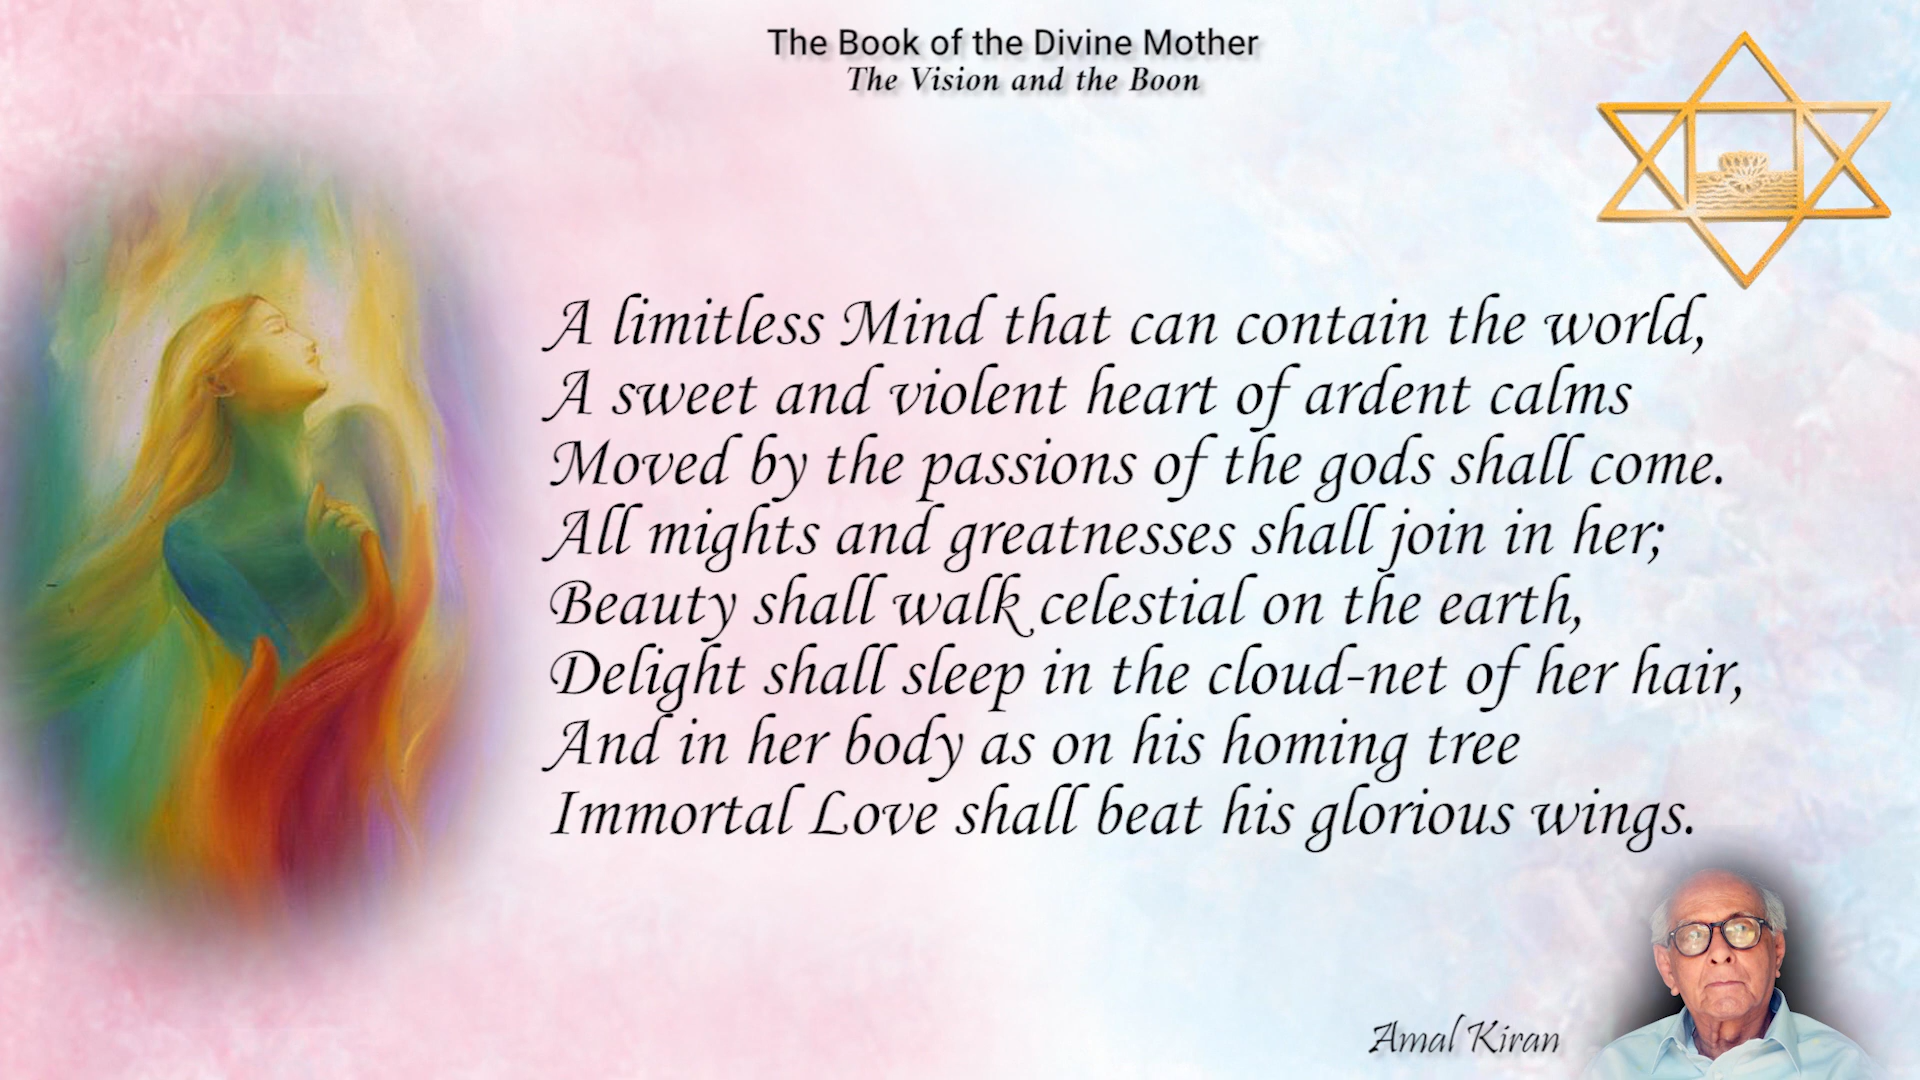 The Book of the Divine Mother
The Vision and the Boon
A limitless Mind that can contain the world,
A sweet and violent heart of ardent calms
Moved by the passions of the gods shall come.
All mights and greatnesses shall join in her;
Beauty shall walk celestial on the earth,
Delight shall sleep in the cloud-net of her hair,
And in her body as on his homing tree
Immortal Love shall beat his glorious wings.
Amal Kiran